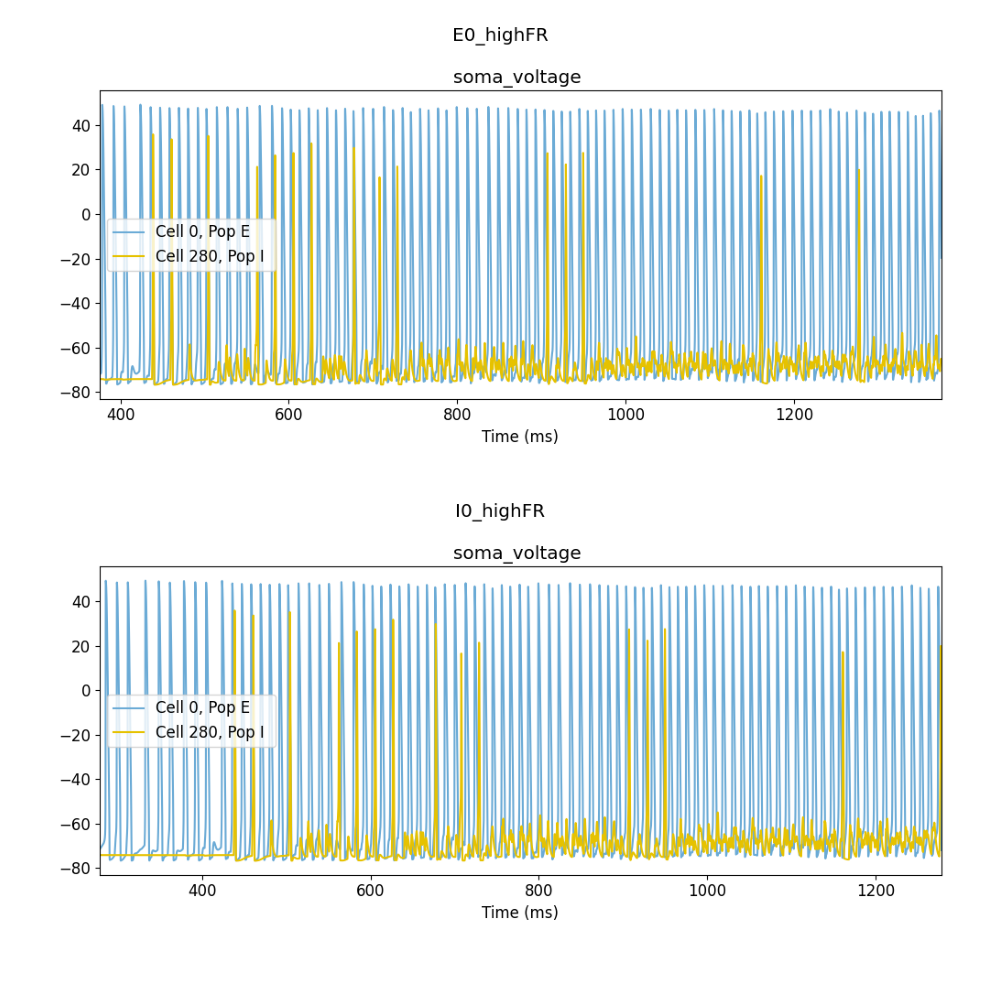 E0_highFR
soma_voltage
40
20
0
−20
−40
−60
−80
Cell 0, Pop E
Cell 280, Pop I
400 600 800 1000 1200
Time (ms)
I0_highFR
soma_voltage
40
20
0
−20
−40
−60
−80
Cell 0, Pop E
Cell 280, Pop I
400 600 800 1000 1200
Time (ms)